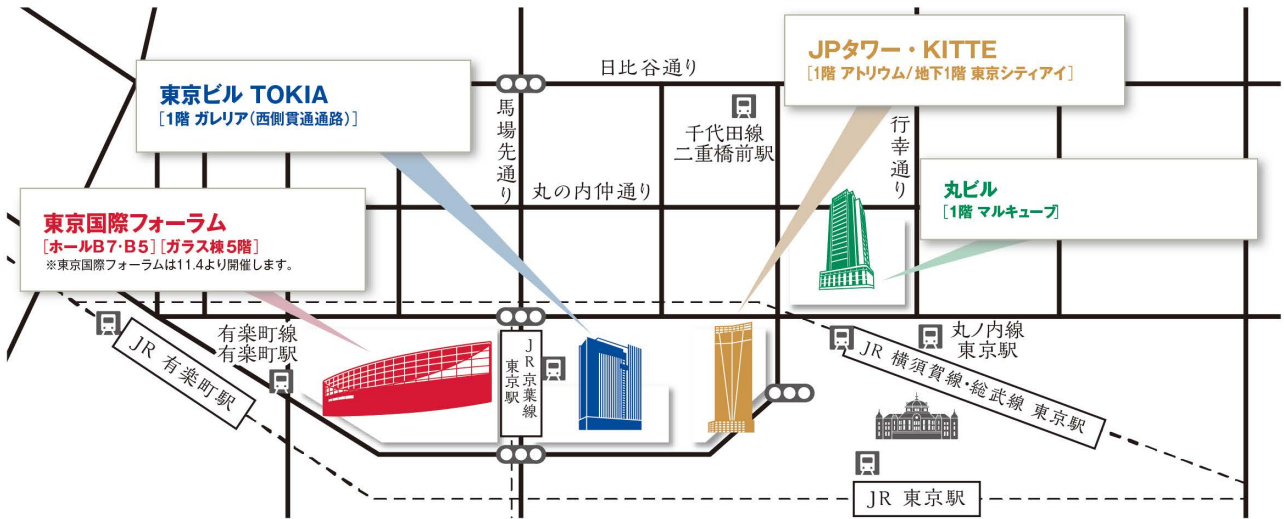 JPタワー・KITTE
[1階 アトリウム/地下1階 東京シティアイ]
日比谷通り
東京ビル TOKIA
[1階 ガレリア(西側貫通通路)]
馬場先通り
千代田線
二重橋前駅
行幸通り
丸の内仲通り
丸ビル
[1階 マルキューブ]
東京国際フォーラム
[ホールB7・B5][ガラス棟5階]
※東京国際フォーラムは11.4より開催します。
有楽町線
有楽町駅
JR 有楽町駅
JR京葉線
東京駅
丸ノ内線
東京駅
JR 横須賀線・総武線 東京駅
JR 東京駅